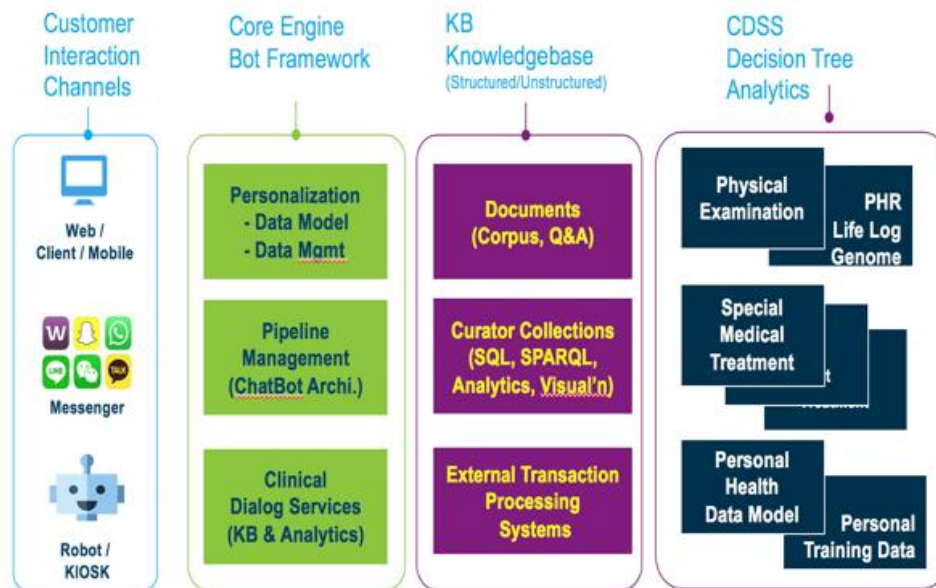 Customer
Interaction
Channels
Web /
Client / Mobile
W
LINE
TALK
Messenger
Robot /
KIOSK
Core Engine
Bot Framework
Personalization
- Data Model
- Data Mgmt
Pipeline
Management
(ChatBot Archi.)
Clinical
Dialog Services
(KB & Analytics)
KB
Knowledgebase
(Structured/Unstructured)
Documents
(Corpus, Q&A)
Curator Collections
(SQL, SPARQL,
Analytics, Visual'n)
External Transaction
Processing
Systems
CDSS
Decision Tree
Analytics
Physical
Examination
PHR
Life Log
Genome
Special
Medical
Treatment
Personal
Health
Data Model
Personal
Training Data